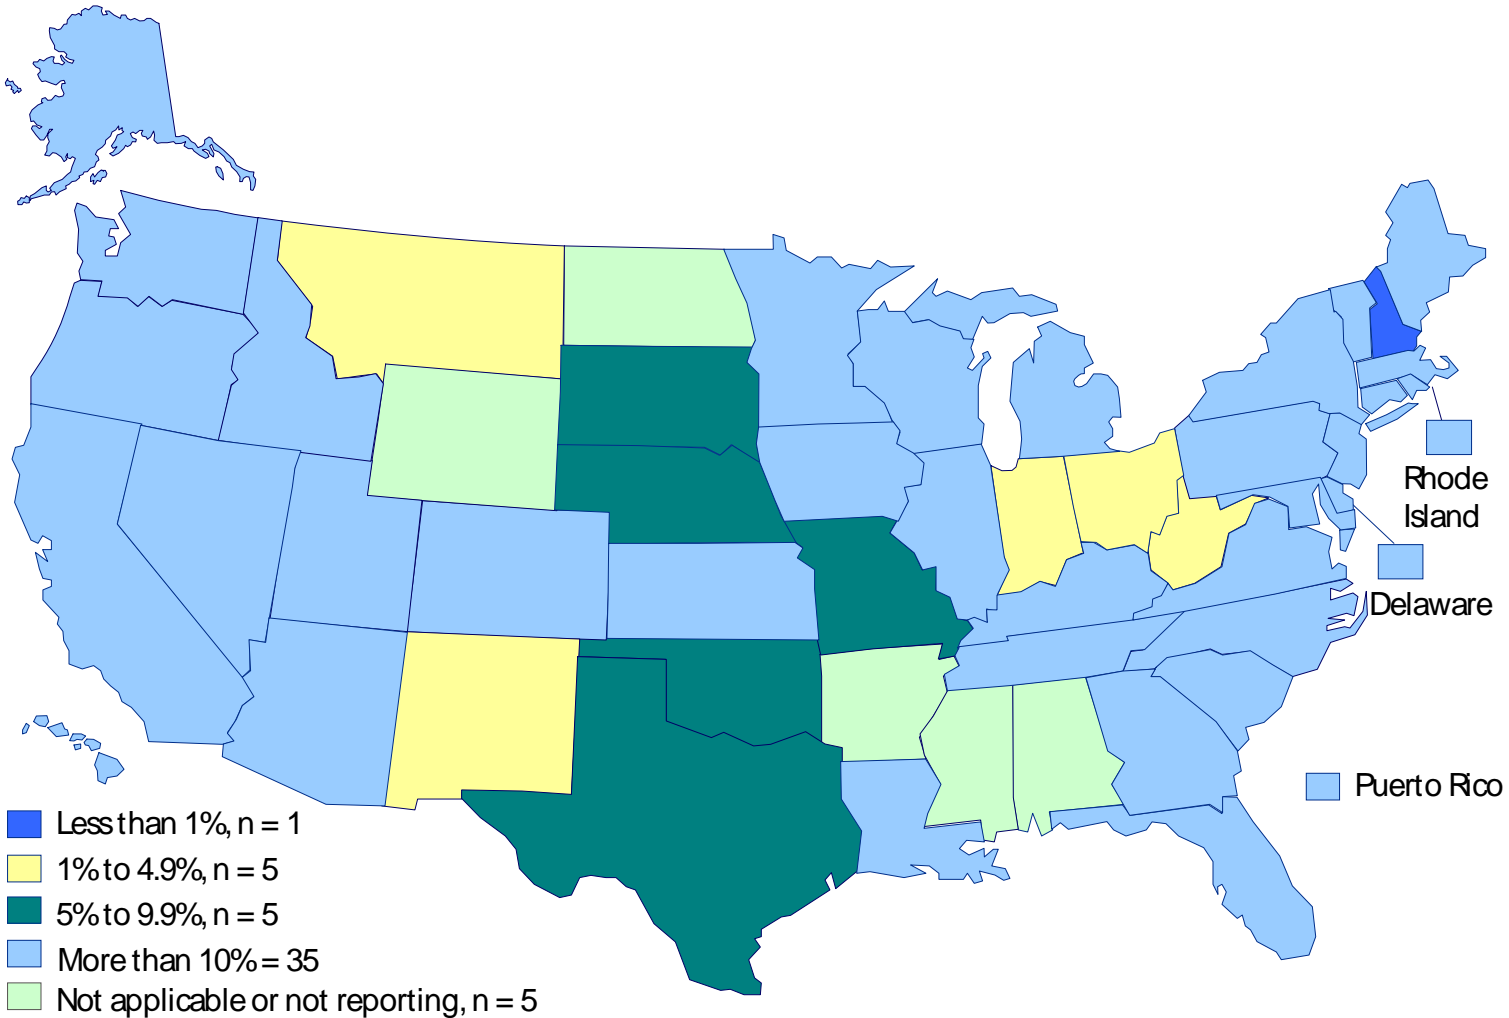 Rhode
Island
Delaware
Puerto Rico
Less than 1%, n = 1
1% to 4.9%, n = 5
5% to 9.9%, n = 5
More than 10% = 35
Not applicable or not reporting, n = 5